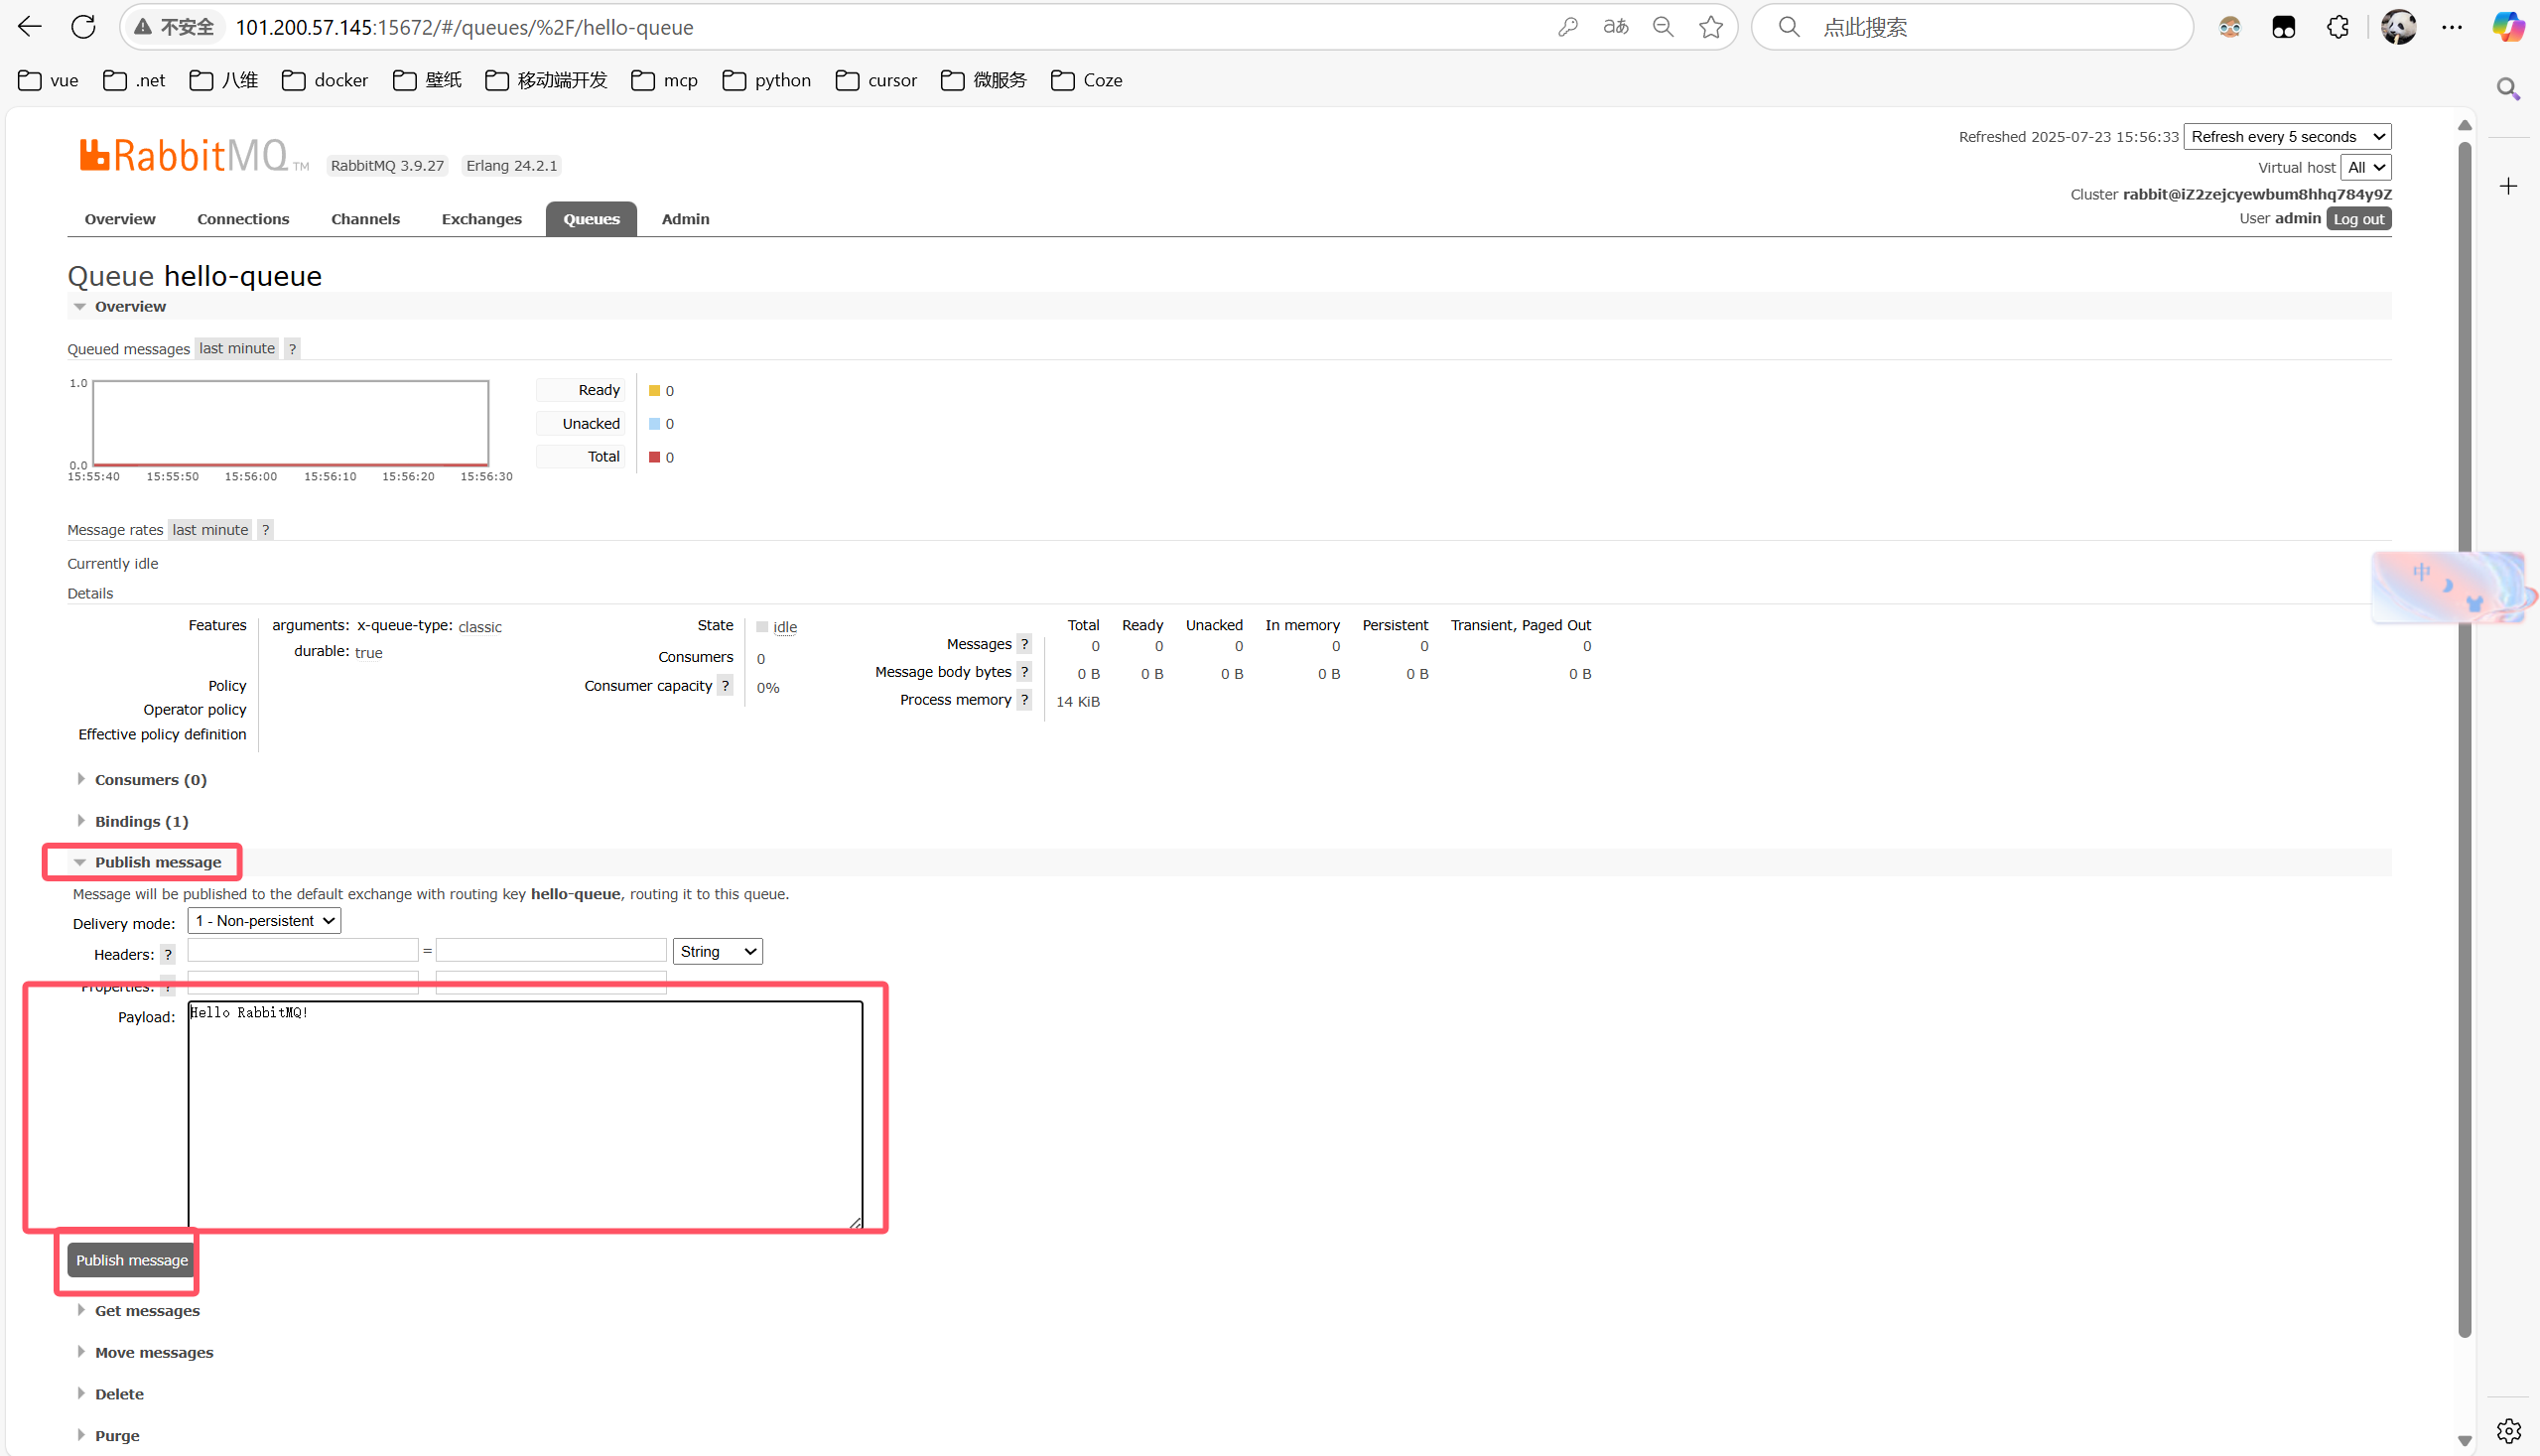 不安全 101.200.57.145:15672/#/queues/%2F/hello-queue aあ 点此搜索
vue .net 八维 docker 壁纸 移动端开发 mcp python cursor 微服务 Coze
RabbitMQ TM RabbitMQ 3.9.27 Erlang 24.2.1
Refreshed 2025-07-23 15:56:33 Refresh every 5 seconds
Virtual host All
Cluster rabbit@iZ2zejcyewbum8hhq784y9Z
User admin Log out
Overview Connections Channels Exchanges Queues Admin
Queue hello-queue
Overview
Queued messages last minute ?
1.0
0.0
15:55:40 15:55:50 15:56:00 15:56:10 15:56:20 15:56:30
Ready 0
Unacked 0
Total 0
Message rates last minute ?
Currently idle
Details
Features arguments: x-queue-type: classic
durable: true
Policy
Operator policy
Effective policy definition
State idle
Consumers 0
Consumer capacity ? 0%
Total Ready Unacked In memory Persistent Transient, Paged Out
Messages ? 0 0 0 0 0 0
Message body bytes ? 0 B 0 B 0 B 0 B 0 B 0 B
Process memory ? 14 KiB
中
Consumers (0)
Bindings (1)
Publish message
Message will be published to the default exchange with routing key hello-queue, routing it to this queue.
Delivery mode: 1 - Non-persistent
Headers: ? = String
Properties: ?
Payload: Hello RabbitMQ!
Publish message
Get messages
Move messages
Delete
Purge